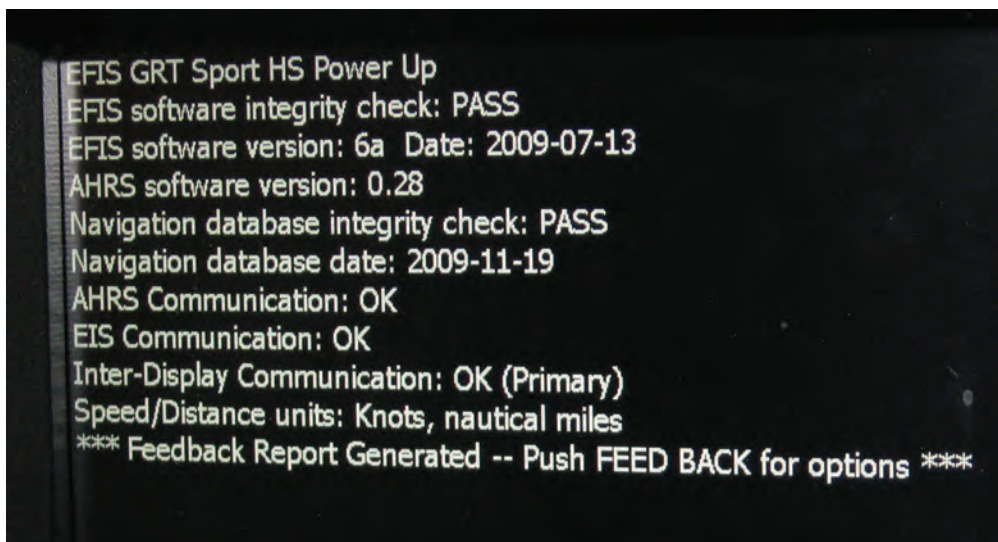 EFIS GRT Sport HS Power Up
EFIS software integrity check: PASS
EFIS software version: 6a Date: 2009-07-13
AHRS software version: 0.28
Navigation database integrity check: PASS
Navigation database date: 2009-11-19
AHRS Communication: OK
EIS Communication: OK
Inter-Display Communication: OK (Primary)
Speed/Distance units: Knots, nautical miles
*** Feedback Report Generated -- Push FEED BACK for options ***